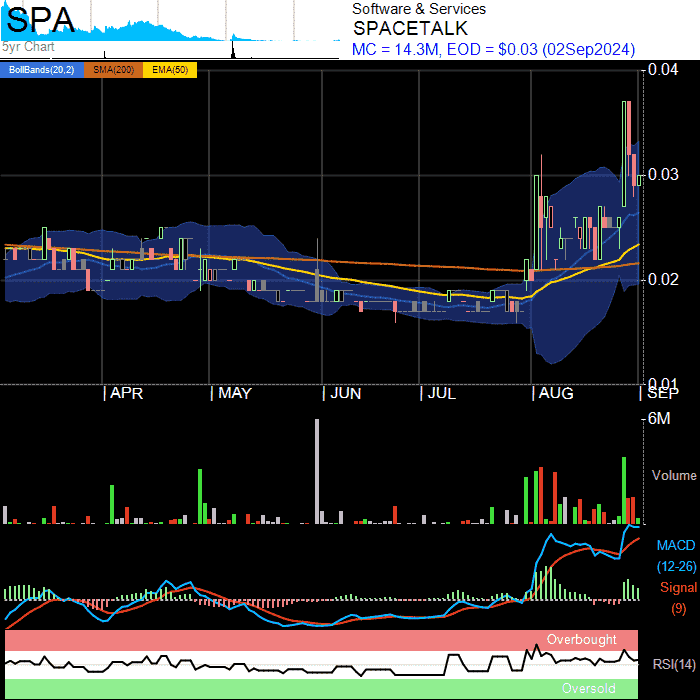 SPA
5yr Chart
Software & Services
SPACETALK
MC = 14.3M, EOD = $0.03 (02Sep2024)
BollBands(20,2) SMA(200) EMA(50)
0.04
0.03
0.02
0.01
APR MAY JUN JUL AUG SEP
6M
Volume
MACD
(12-26)
Signal
(9)
Overbought
RSI(14)
Oversold